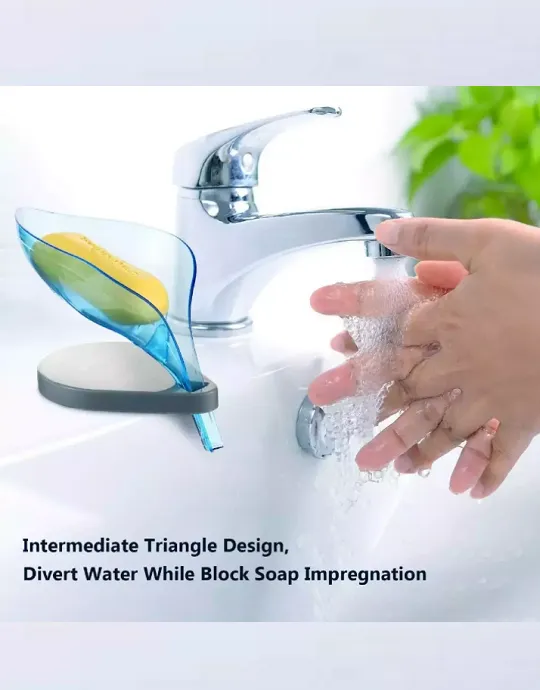 Intermediate Triangle Design,
Divert Water While Block Soap Impregnation